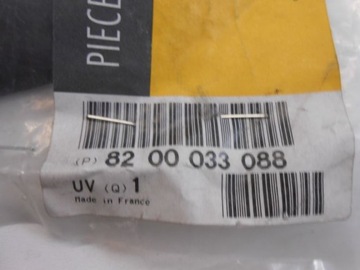 PIECE
(P) 82 00 033 088
UV (Q) 1
Made in France